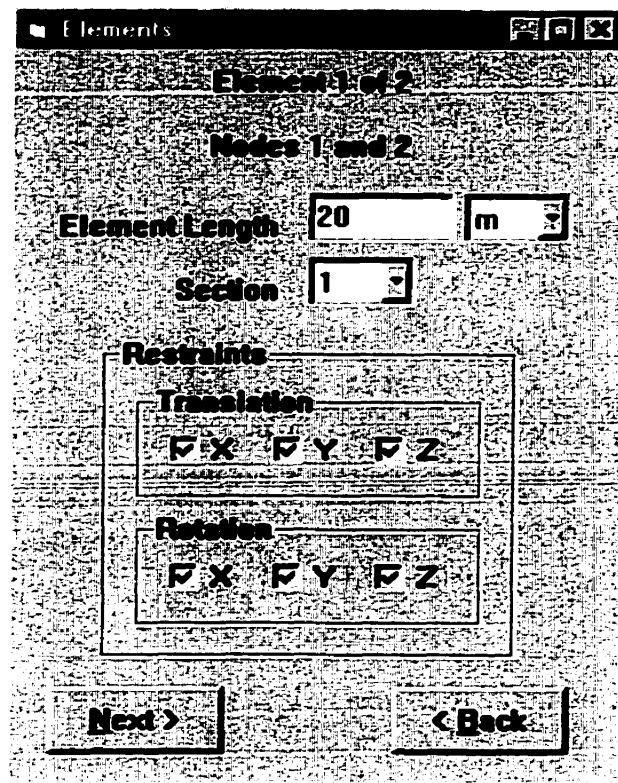 Elements
Element 1 of 2
Nodes 1 and 2
Element Length 20 m
Section 1
Restraints
Translation
X Y Z
Rotation
X Y Z
Next > < Back